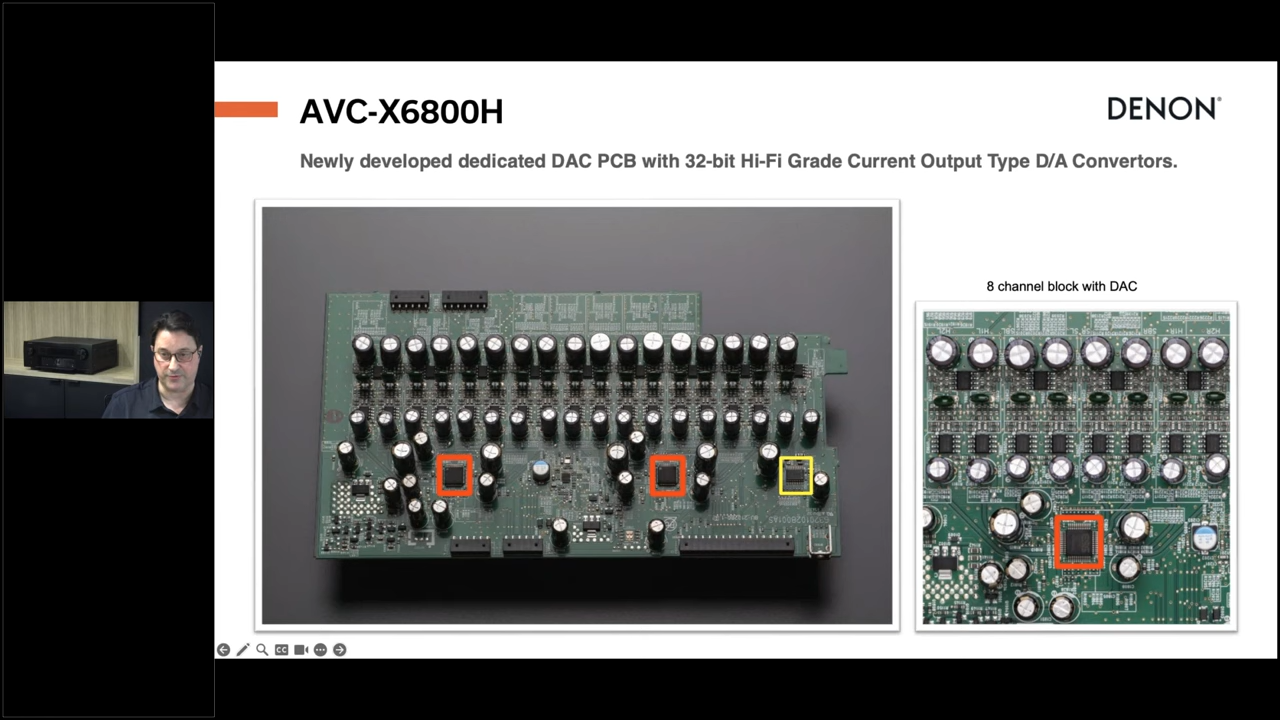 AVC-X6800H
DENON®
Newly developed dedicated DAC PCB with 32-bit Hi-Fi Grade Current Output Type D/A Convertors.
8 channel block with DAC
CC